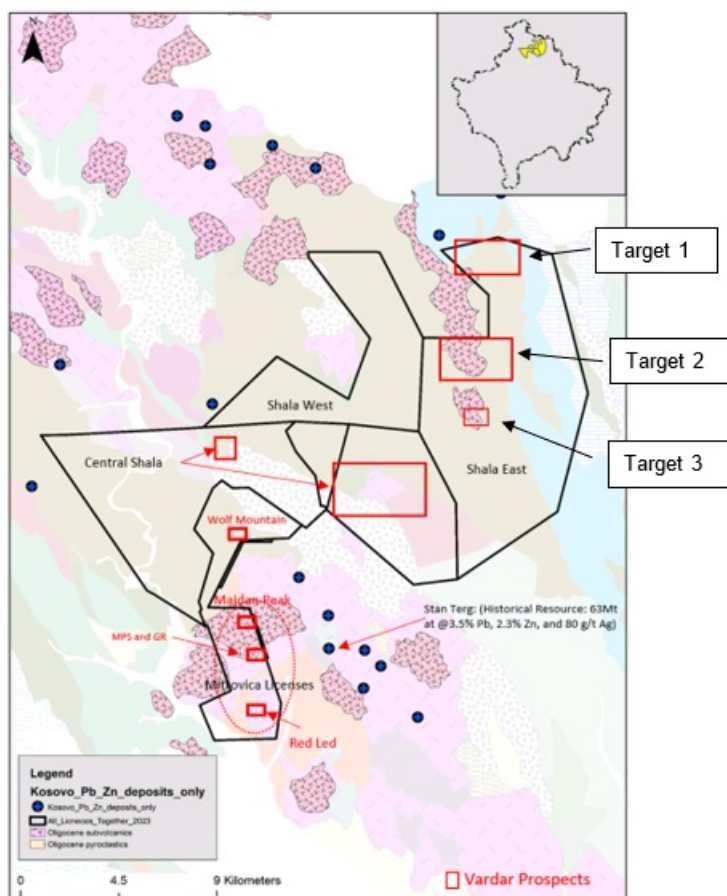 N
Target 1
Target 2
Shala West
Target 3
Central Shala
Shala East
Wolf Mountain
Majdan Peak
Stan Terg: (Historical Resource: 63Mt
at @3.5% Pb, 2.3% Zn, and 80 g/t Ag)
MPS and GR
Mitrovica Licenses
Red Led
Legend
Kosovo_Pb_Zn_deposits_only
Kosovo_Pb_Zn_deposits_only
All_Licneces_Together_2023
Oligocene subvolcanics
Oligocene pyroclastics
0 4.5 9 Kilometers
Vardar Prospects